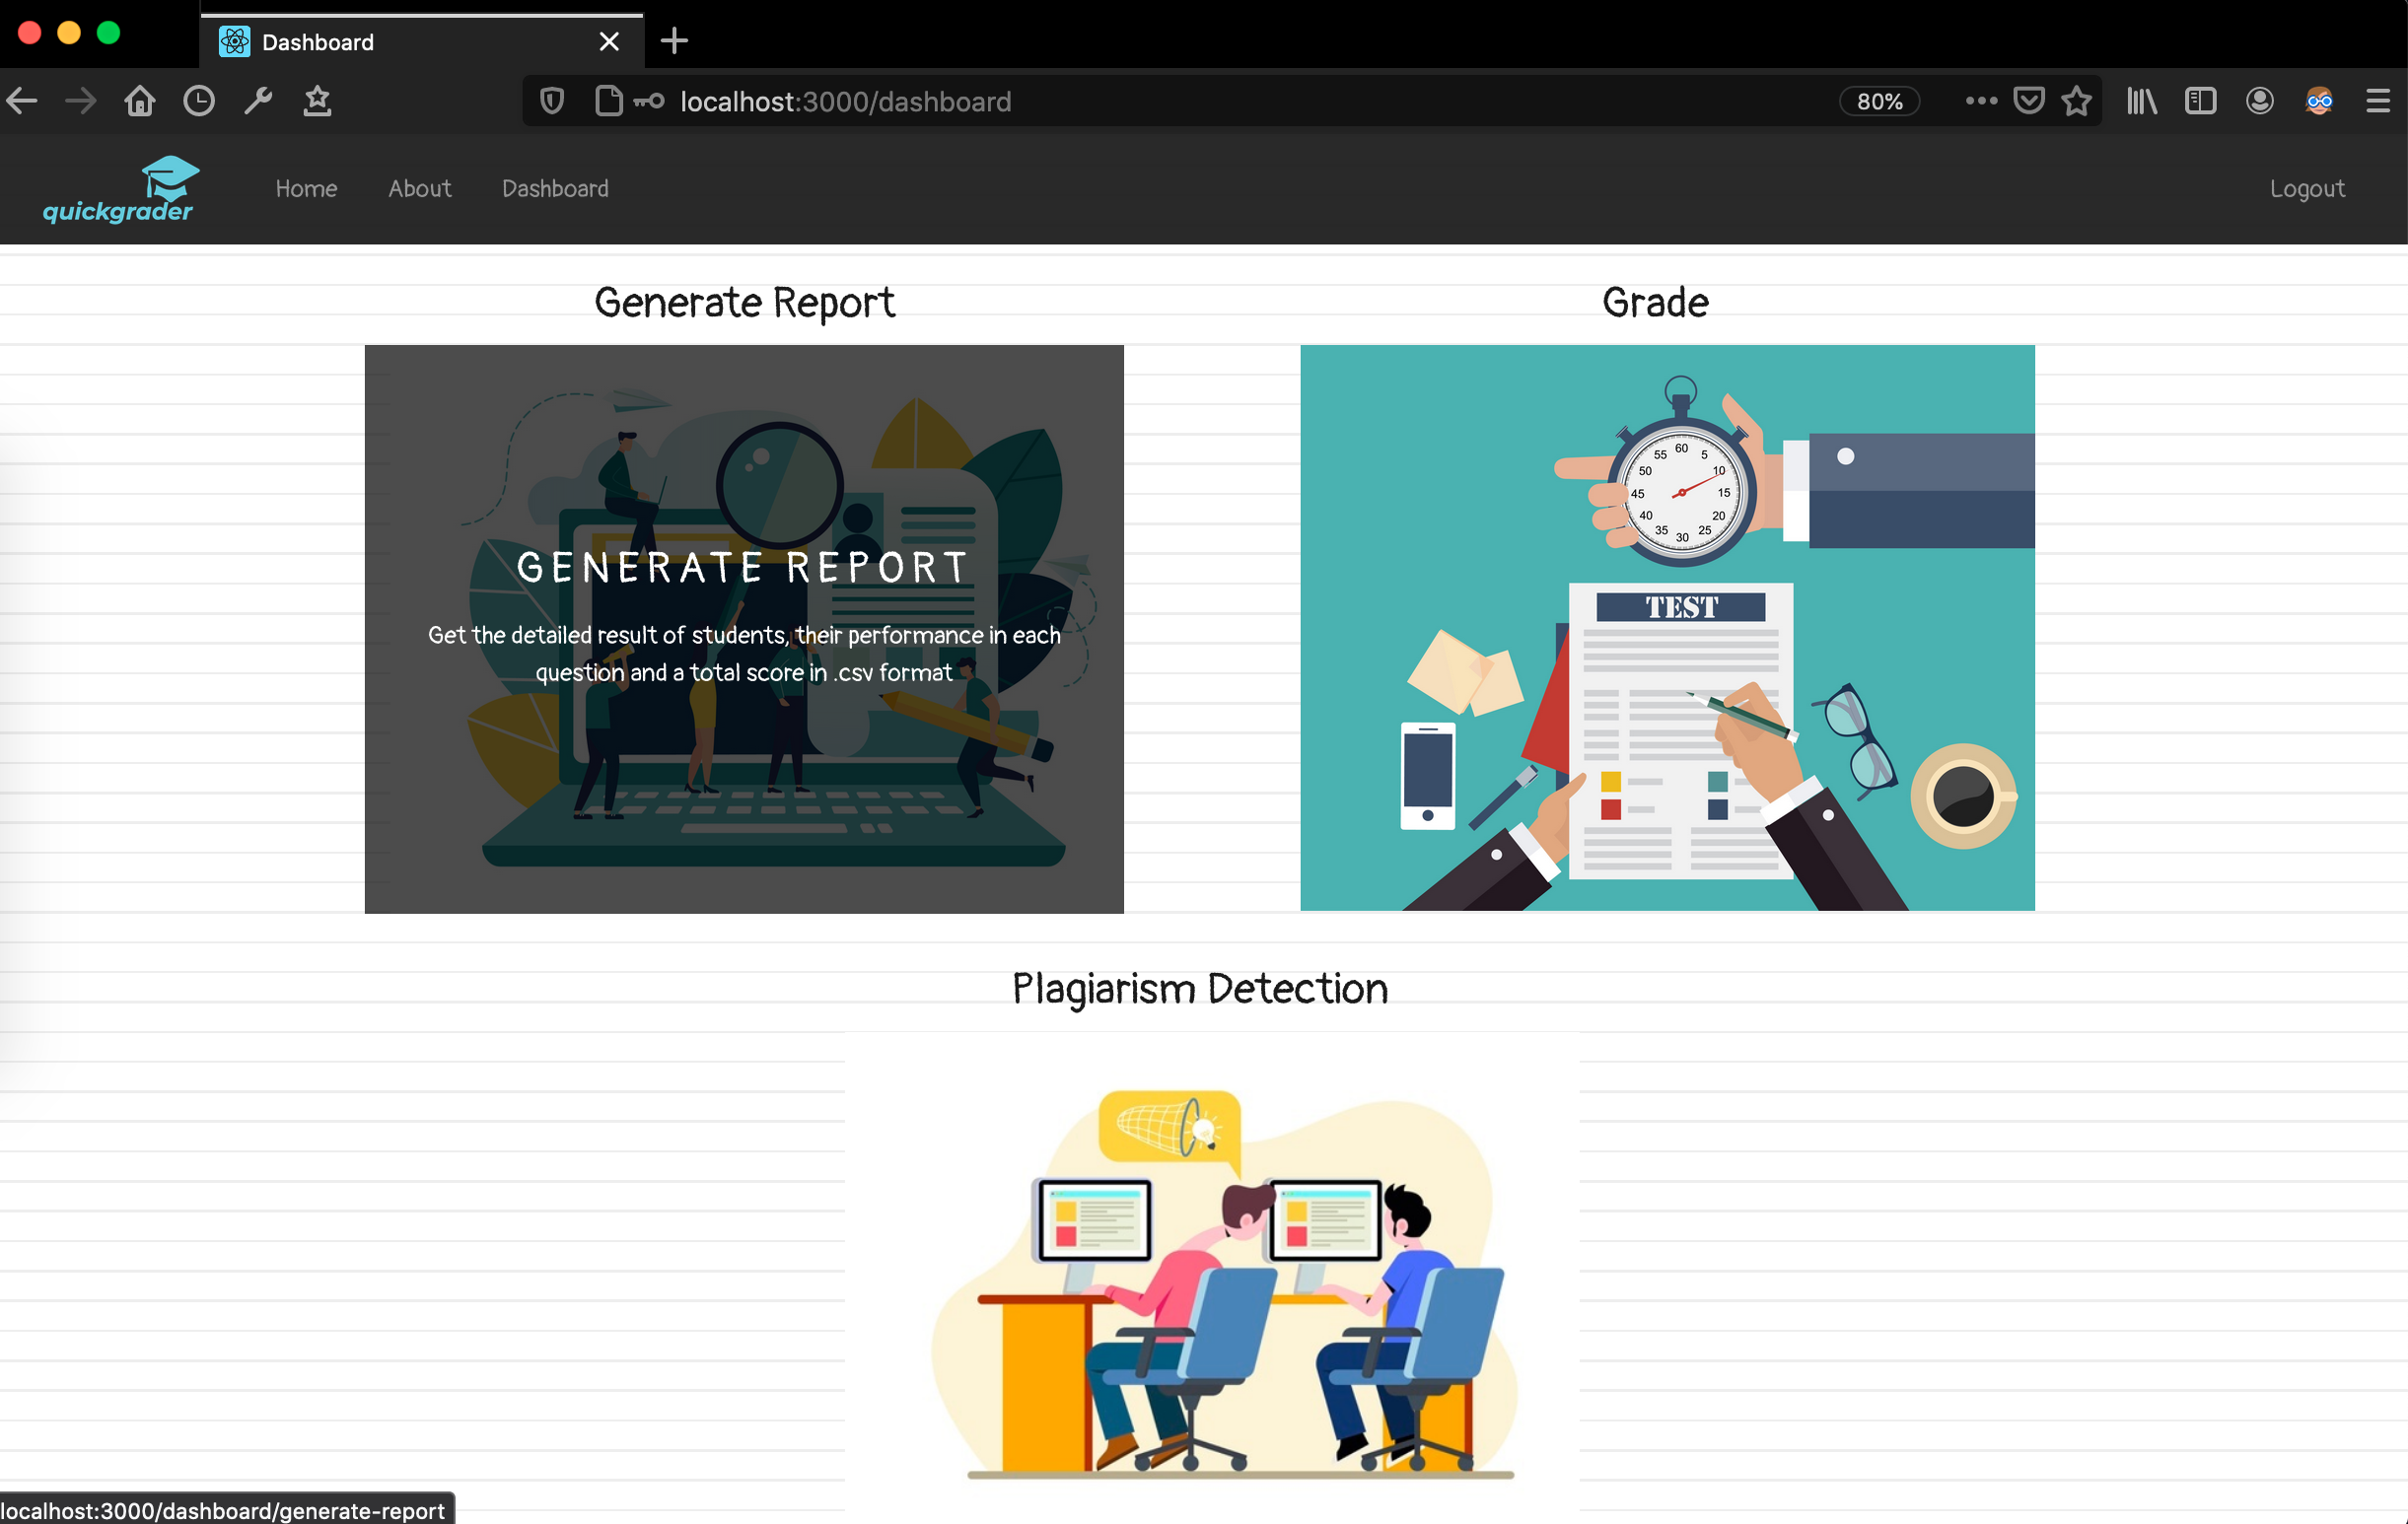 Dashboard
localhost:3000/dashboard
80%
quickgrader
Home
About
Dashboard
Logout
Generate Report
Grade
GENERATE REPORT
Get the detailed result of students, their performance in each
question and a total score in .csv format
60
5
10
15
20
25
30
35
40
45
50
55
TEST
Plagiarism Detection
localhost:3000/dashboard/generate-report